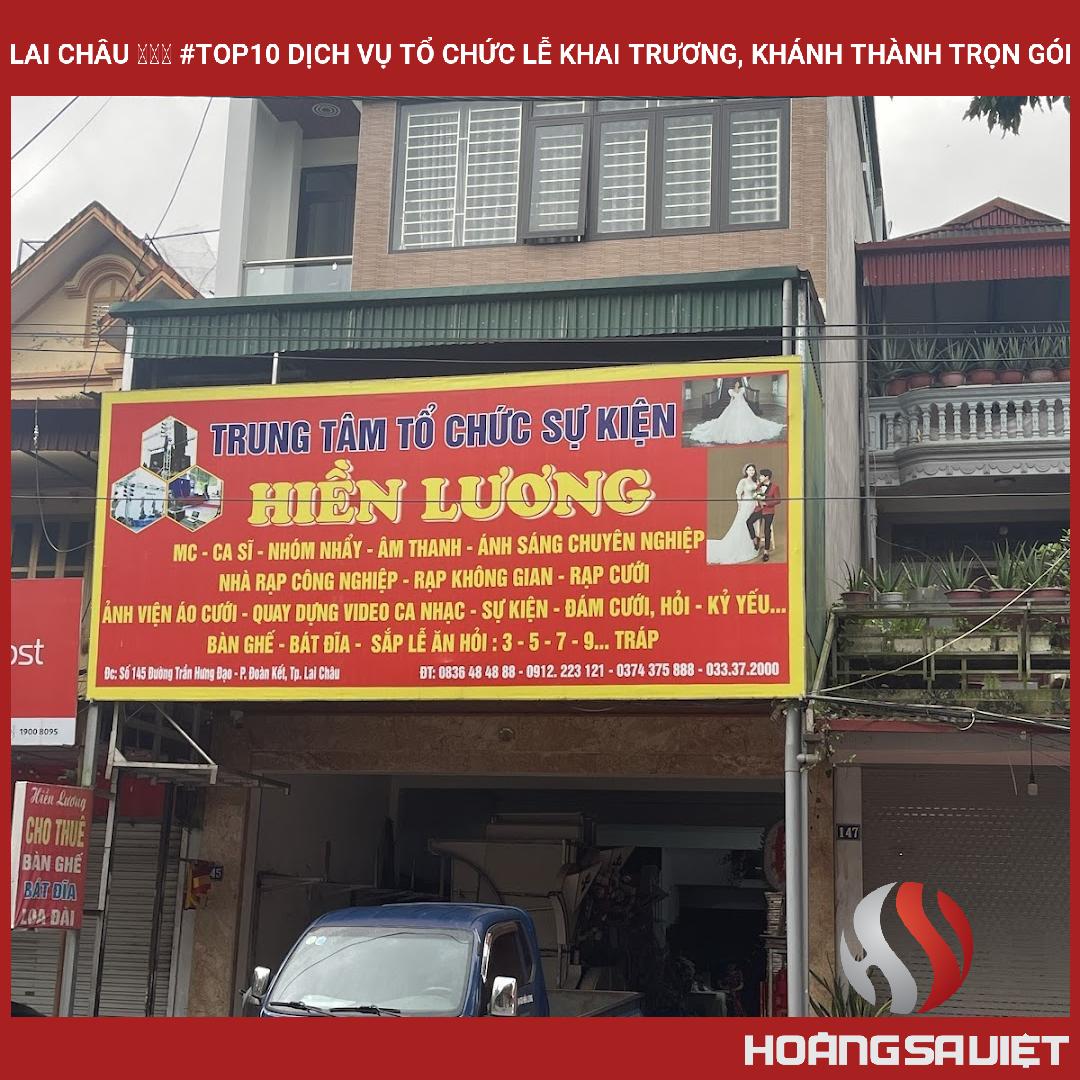 LAI CHÂU #TOP10 DỊCH VỤ TỔ CHỨC LỄ KHAI TRƯƠNG, KHÁNH THÀNH TRỌN GÓI
TRUNG TÂM TỔ CHỨC SỰ KIỆN
HIỀN LƯƠNG
MC - CA SĨ - NHÓM NHẨY - ÂM THANH - ÁNH SÁNG CHUYÊN NGHIỆP
NHÀ RẠP CÔNG NGHIỆP - RẠP KHÔNG GIAN - RẠP CƯỚI
ẢNH VIỆN ÁO CƯỚI - QUAY DỰNG VIDEO CA NHẠC - SỰ KIỆN - ĐÁM CƯỚI, HỎI - KỶ YẾU...
BÀN GHẾ - BÁT ĐĨA - SẮP LỄ ĂN HỎI : 3 - 5 - 7 - 9... TRÁP
Đc: Số 145 Đường Trần Hưng Đạo - P. Đoàn Kết, Tp. Lai Châu ĐT: 0836 48 48 88 - 0912. 223 121 - 0374 375 888 - 033.37.2000
ost
1900 8095
Hiền Lương
CHO THUÊ
BÀN GHẾ
BÁT ĐĨA
LOA ĐÀI
45
147
HOÀNGSAVIỆT